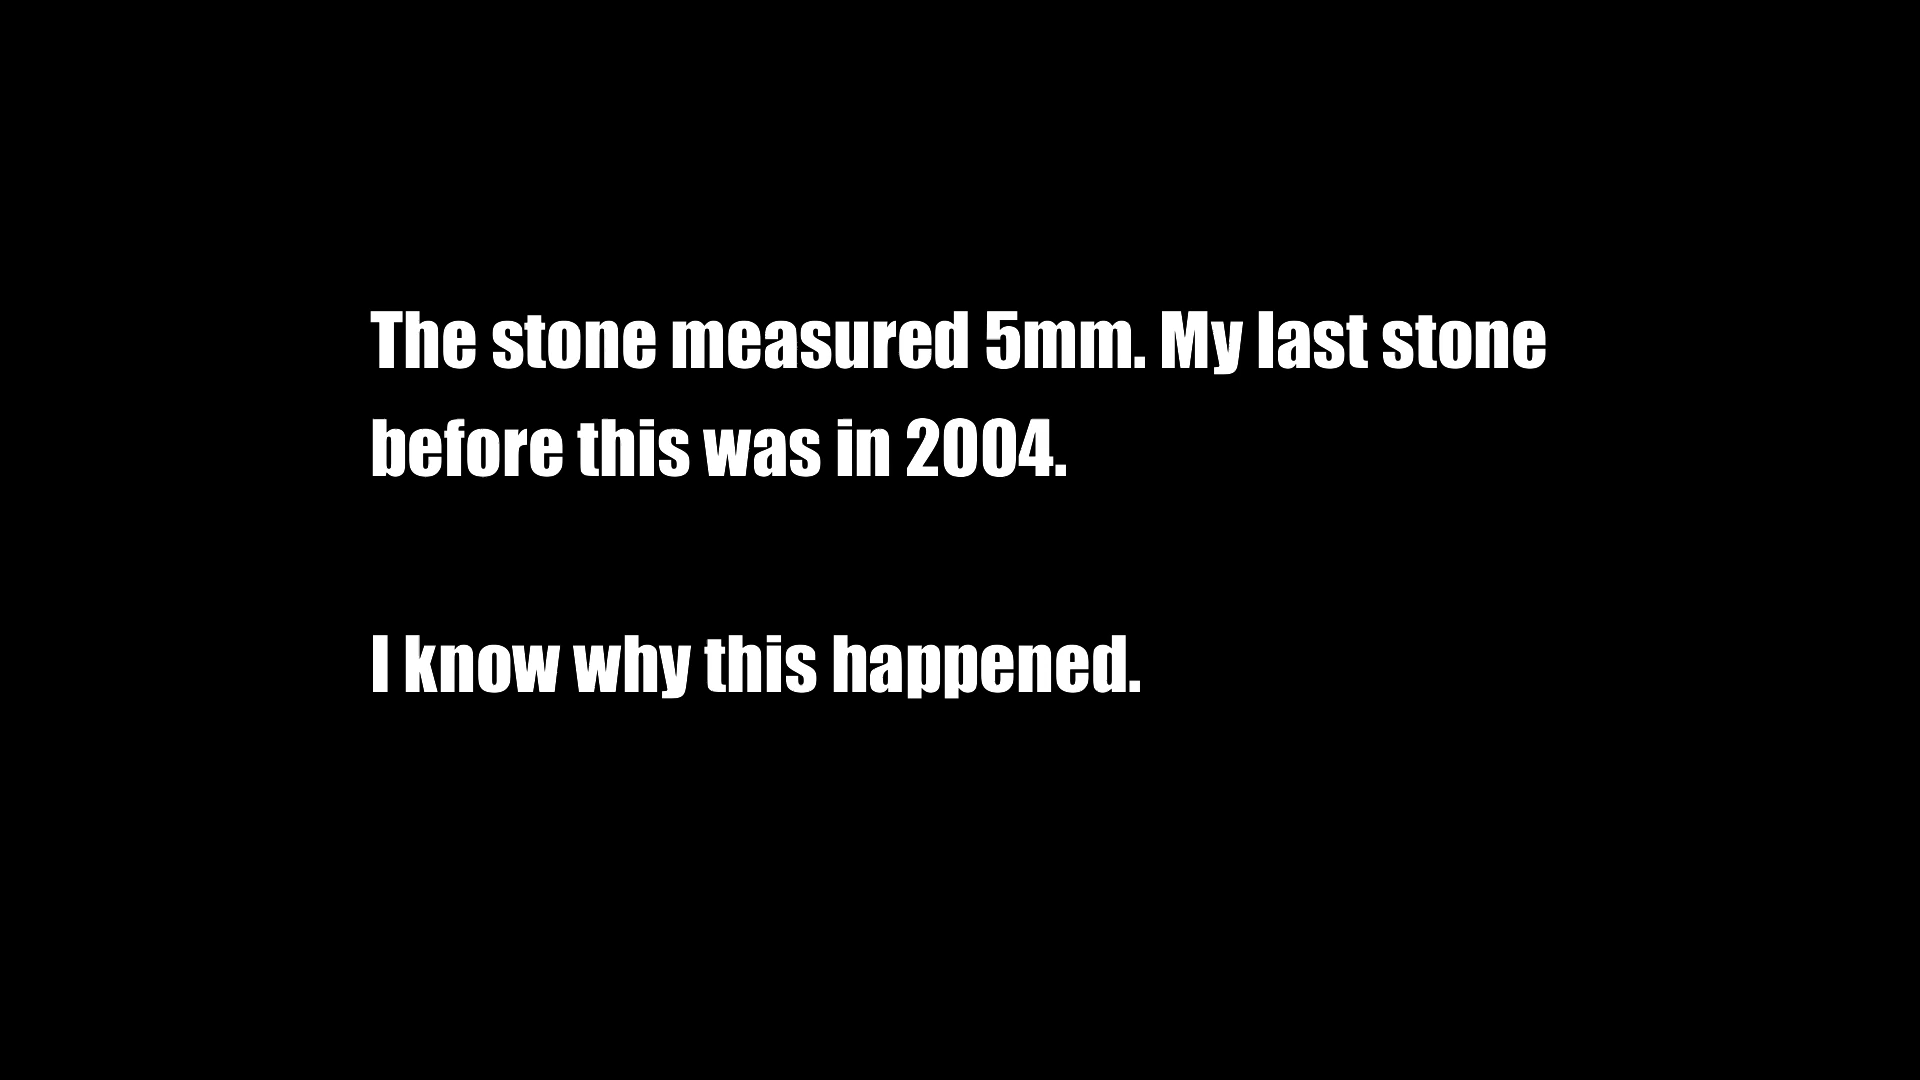 The stone measured 5mm. My last stone
before this was in 2004.
I know why this happened.